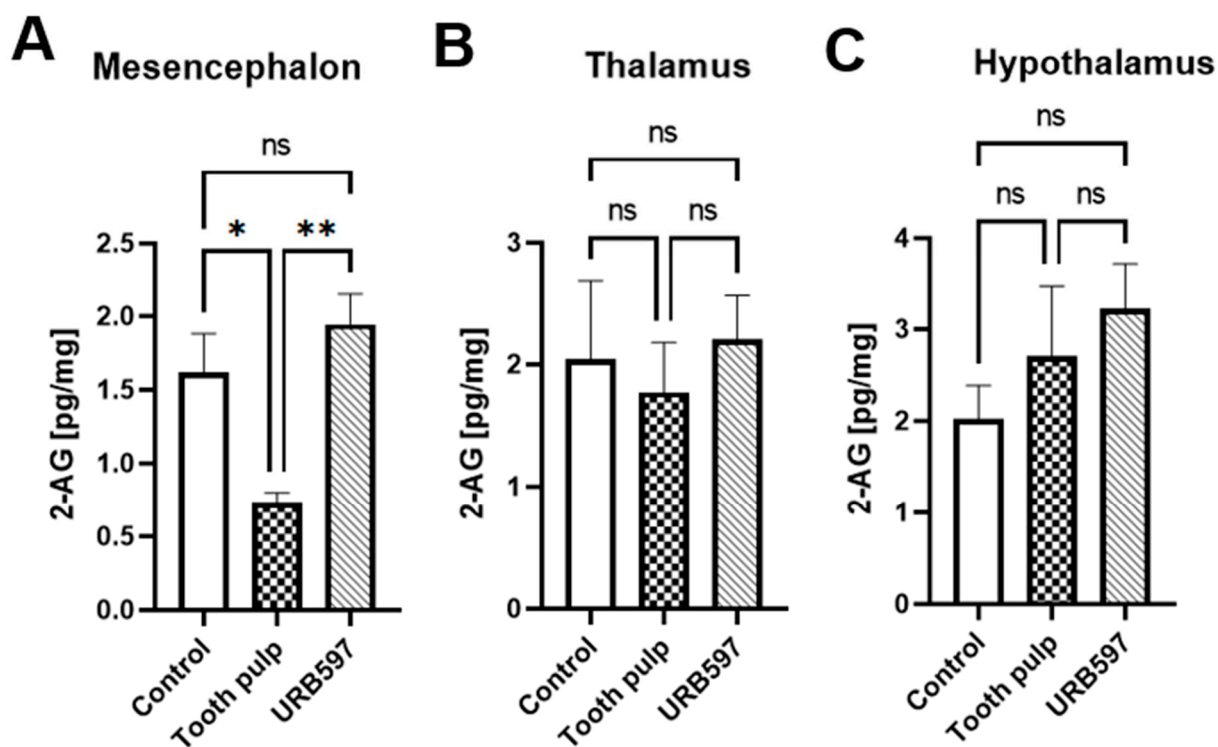 A
Mesencephalon
ns
*
**
2.5
2.0
1.5
1.0
0.5
0.0
2-AG [pg/mg]
Control
Tooth pulp
URB597
B
Thalamus
ns
ns
ns
3
2
1
0
2-AG [pg/mg]
Control
Tooth pulp
URB597
C
Hypothalamus
ns
ns
ns
4
3
2
1
0
2-AG [pg/mg]
Control
Tooth pulp
URB597